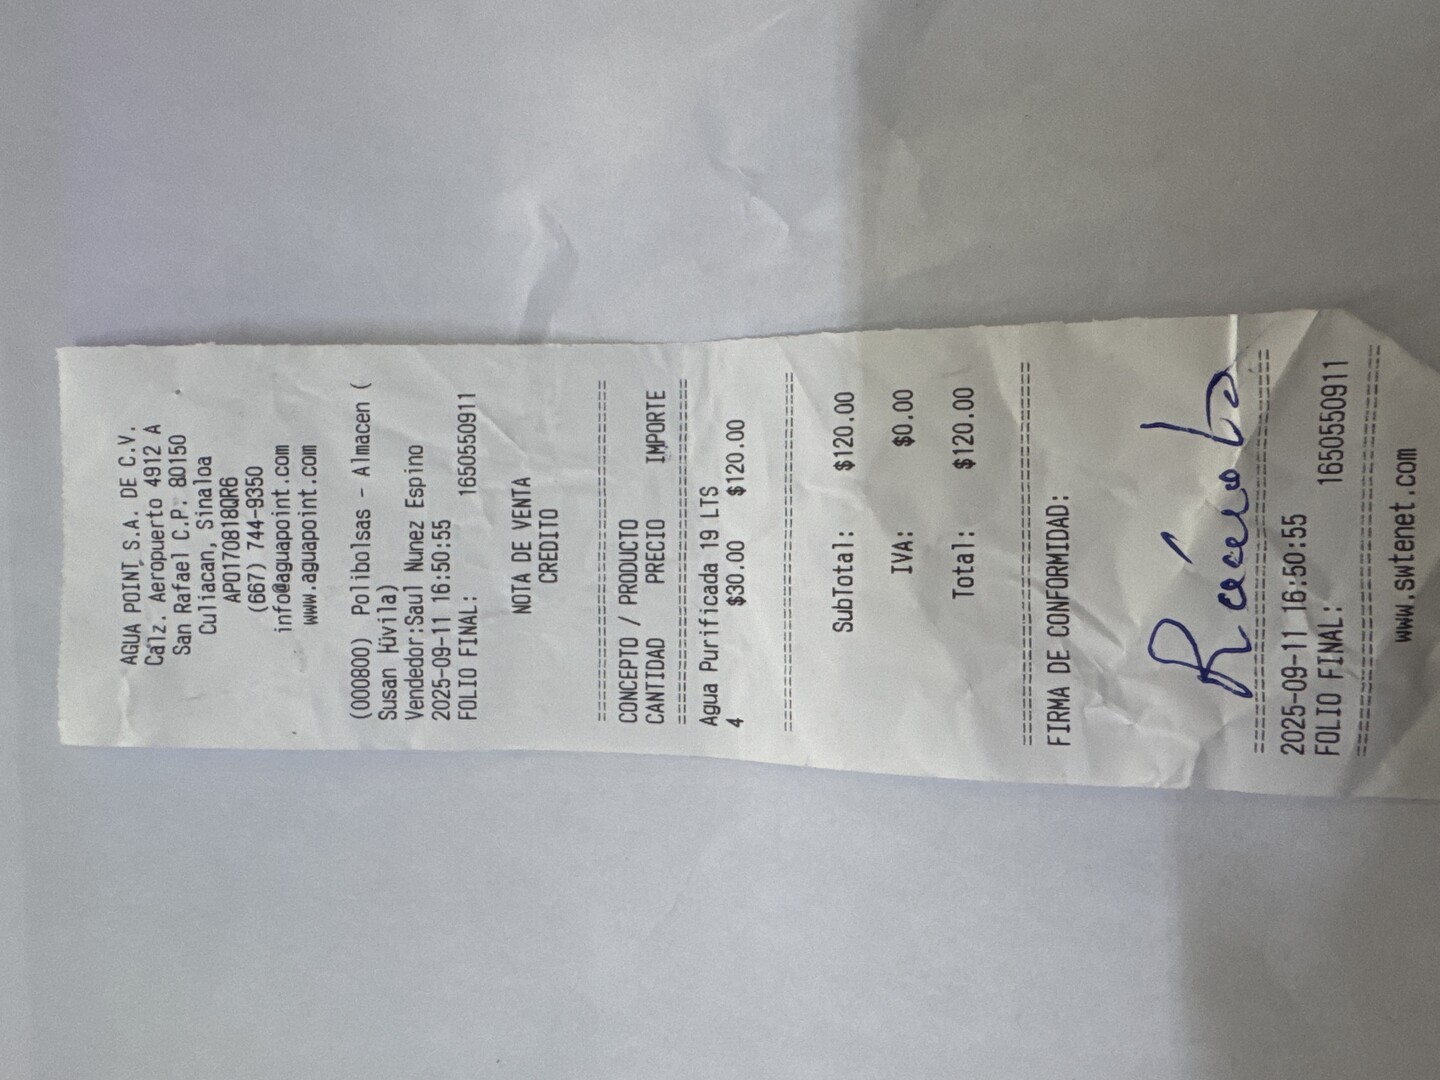 AGUA POINT S.A. DE C.V.
Calz. Aeropuerto 4912 A
San Rafael C.P. 80150
Culiacan, Sinaloa
APO170818QR6
(667) 744-9350
info@aguapoint.com
www.aguapoint.com
(000800) Polibolsas - Almacen (
Susan Hüvila)
Vendedor:Saul Nunez Espino
2025-09-11 16:50:55
FOLIO FINAL: 1650550911
NOTA DE VENTA
CREDITO
CONCEPTO / PRODUCTO
CANTIDAD PRECIO IMPORTE
Agua Purificada 19 LTS
4 $30.00 $120.00
SubTotal: $120.00
IVA: $0.00
Total: $120.00
FIRMA DE CONFORMIDAD:
2025-09-11 16:50:55
FOLIO FINAL: 1650550911
www.swtenet.com